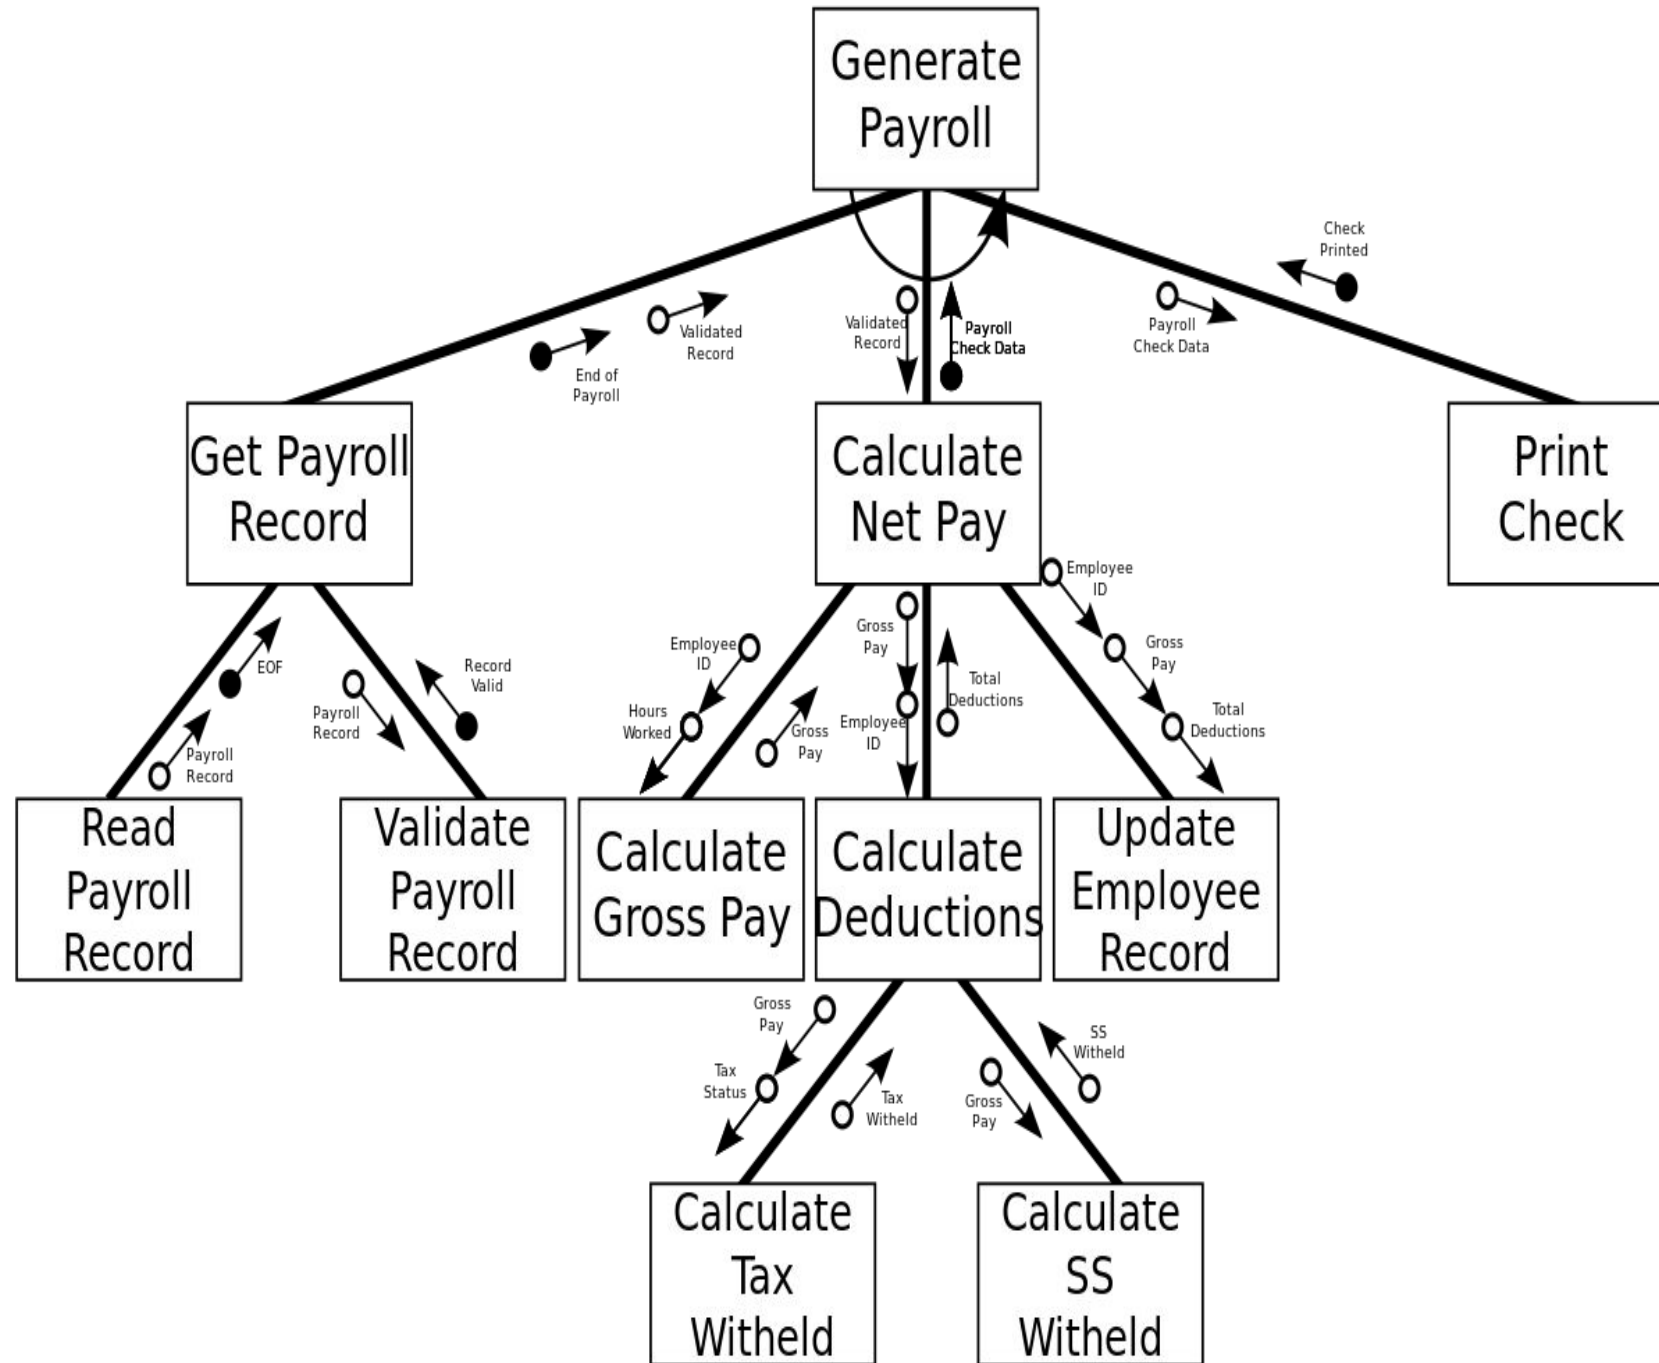 Generate
Payroll
Check
Printed
Validated
Record
End of
Payroll
Validated
Record
Payroll
Check Data
Payroll
Check Data
Get Payroll
Record
Calculate
Net Pay
Print
Check
EOF
Payroll
Record
Payroll
Record
Record
Valid
Employee
ID
Hours
Worked
Gross
Pay
Gross
Pay
Employee
ID
Total
Deductions
Employee
ID
Gross
Pay
Total
Deductions
Read
Payroll
Record
Validate
Payroll
Record
Calculate
Gross Pay
Calculate
Deductions
Update
Employee
Record
Gross
Pay
Tax
Status
Tax
Witheld
Gross
Pay
SS
Witheld
Calculate
Tax
Witheld
Calculate
SS
Witheld